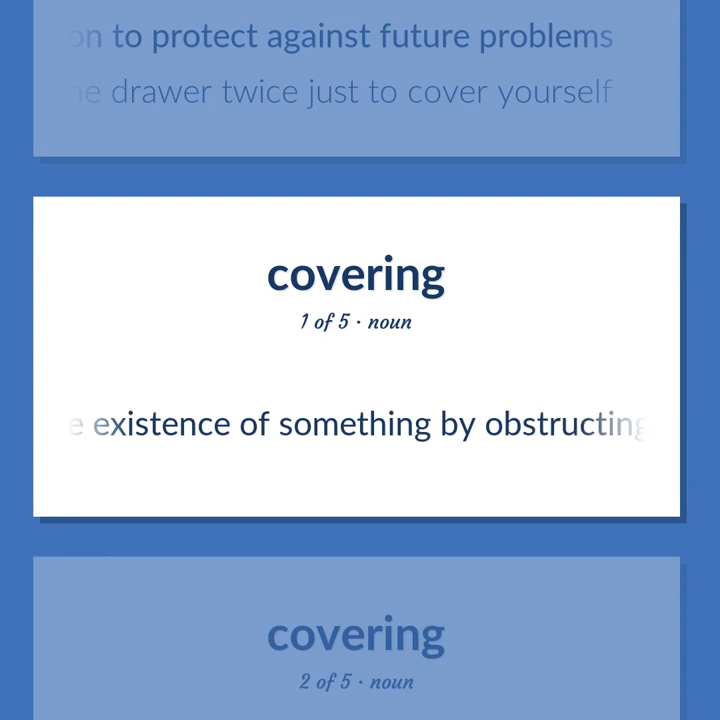 to protect against future problems
drawer twice just to cover yourself
covering
1 of 5 · noun
existence of something by obstructing
covering
2 of 5 · noun